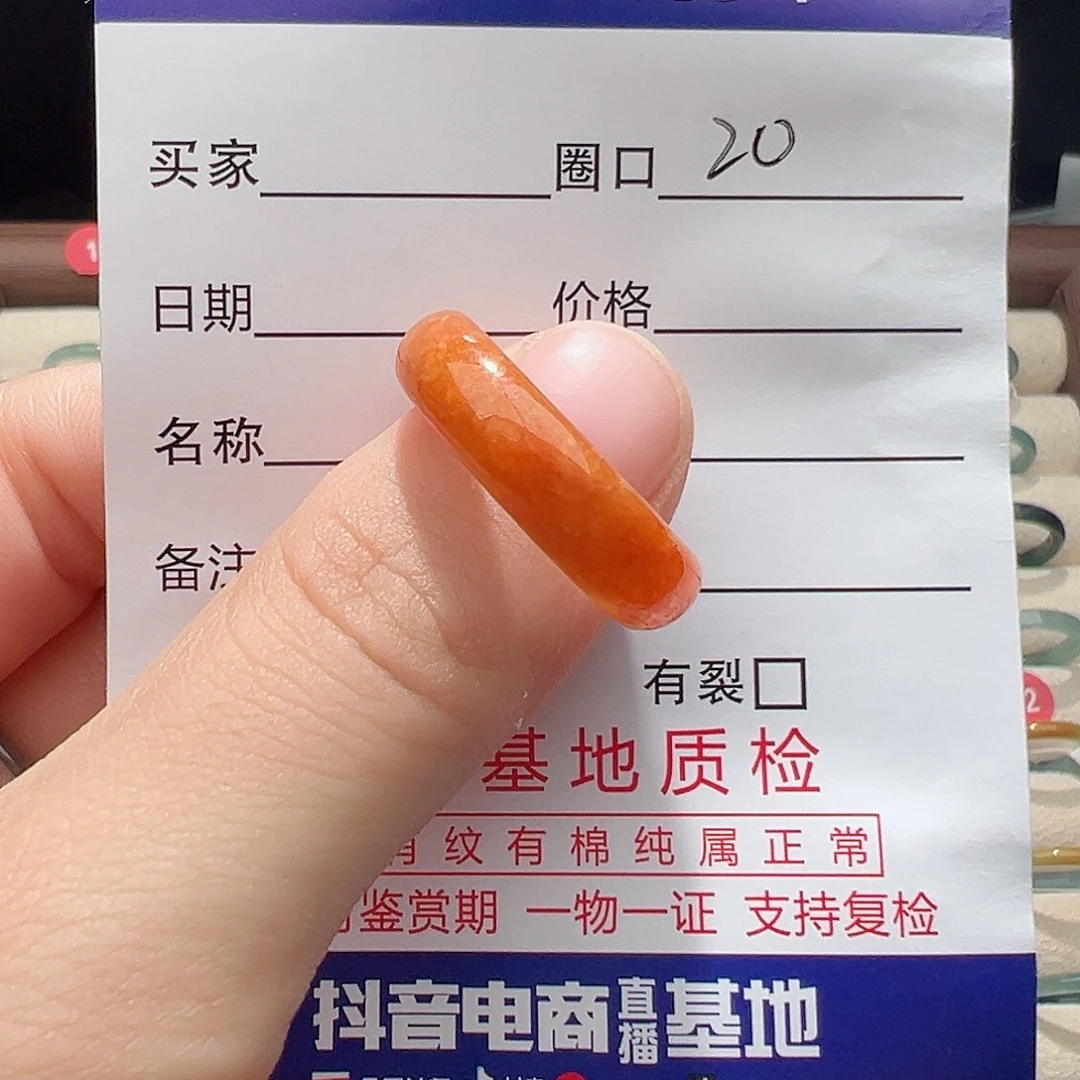 买家 圈口 20
1
日期 价格
名称
备注
有裂
2
基地质检
纹有棉纯属正常
鉴赏期 一物一证 支持复检
抖音电商直播基地